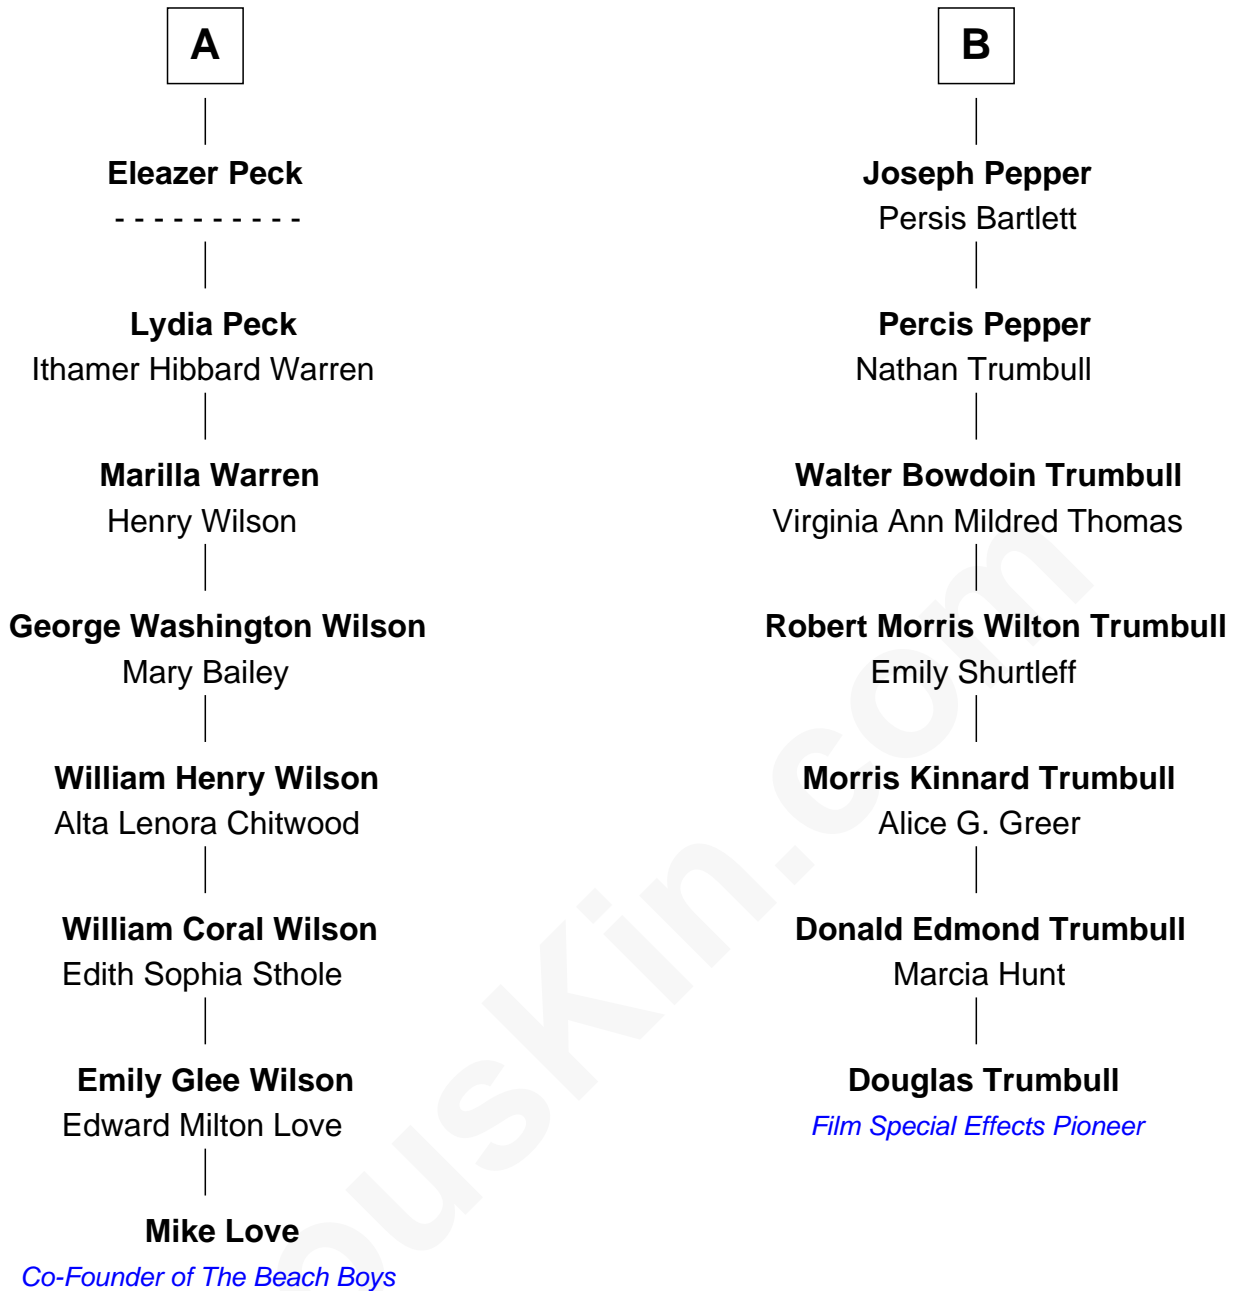 A
Eleazer Peck
- - - - - - - - - -
Lydia Peck
Ithamer Hibbard Warren
Marilla Warren
Henry Wilson
George Washington Wilson
Mary Bailey
William Henry Wilson
Alta Lenora Chitwood
William Coral Wilson
Edith Sophia Sthole
Emily Glee Wilson
Edward Milton Love
Mike Love
Co-Founder of The Beach Boys
B
Joseph Pepper
Persis Bartlett
Percis Pepper
Nathan Trumbull
Walter Bowdoin Trumbull
Virginia Ann Mildred Thomas
Robert Morris Wilton Trumbull
Emily Shurtleff
Morris Kinnard Trumbull
Alice G. Greer
Donald Edmond Trumbull
Marcia Hunt
Douglas Trumbull
Film Special Effects Pioneer
ousKin.com